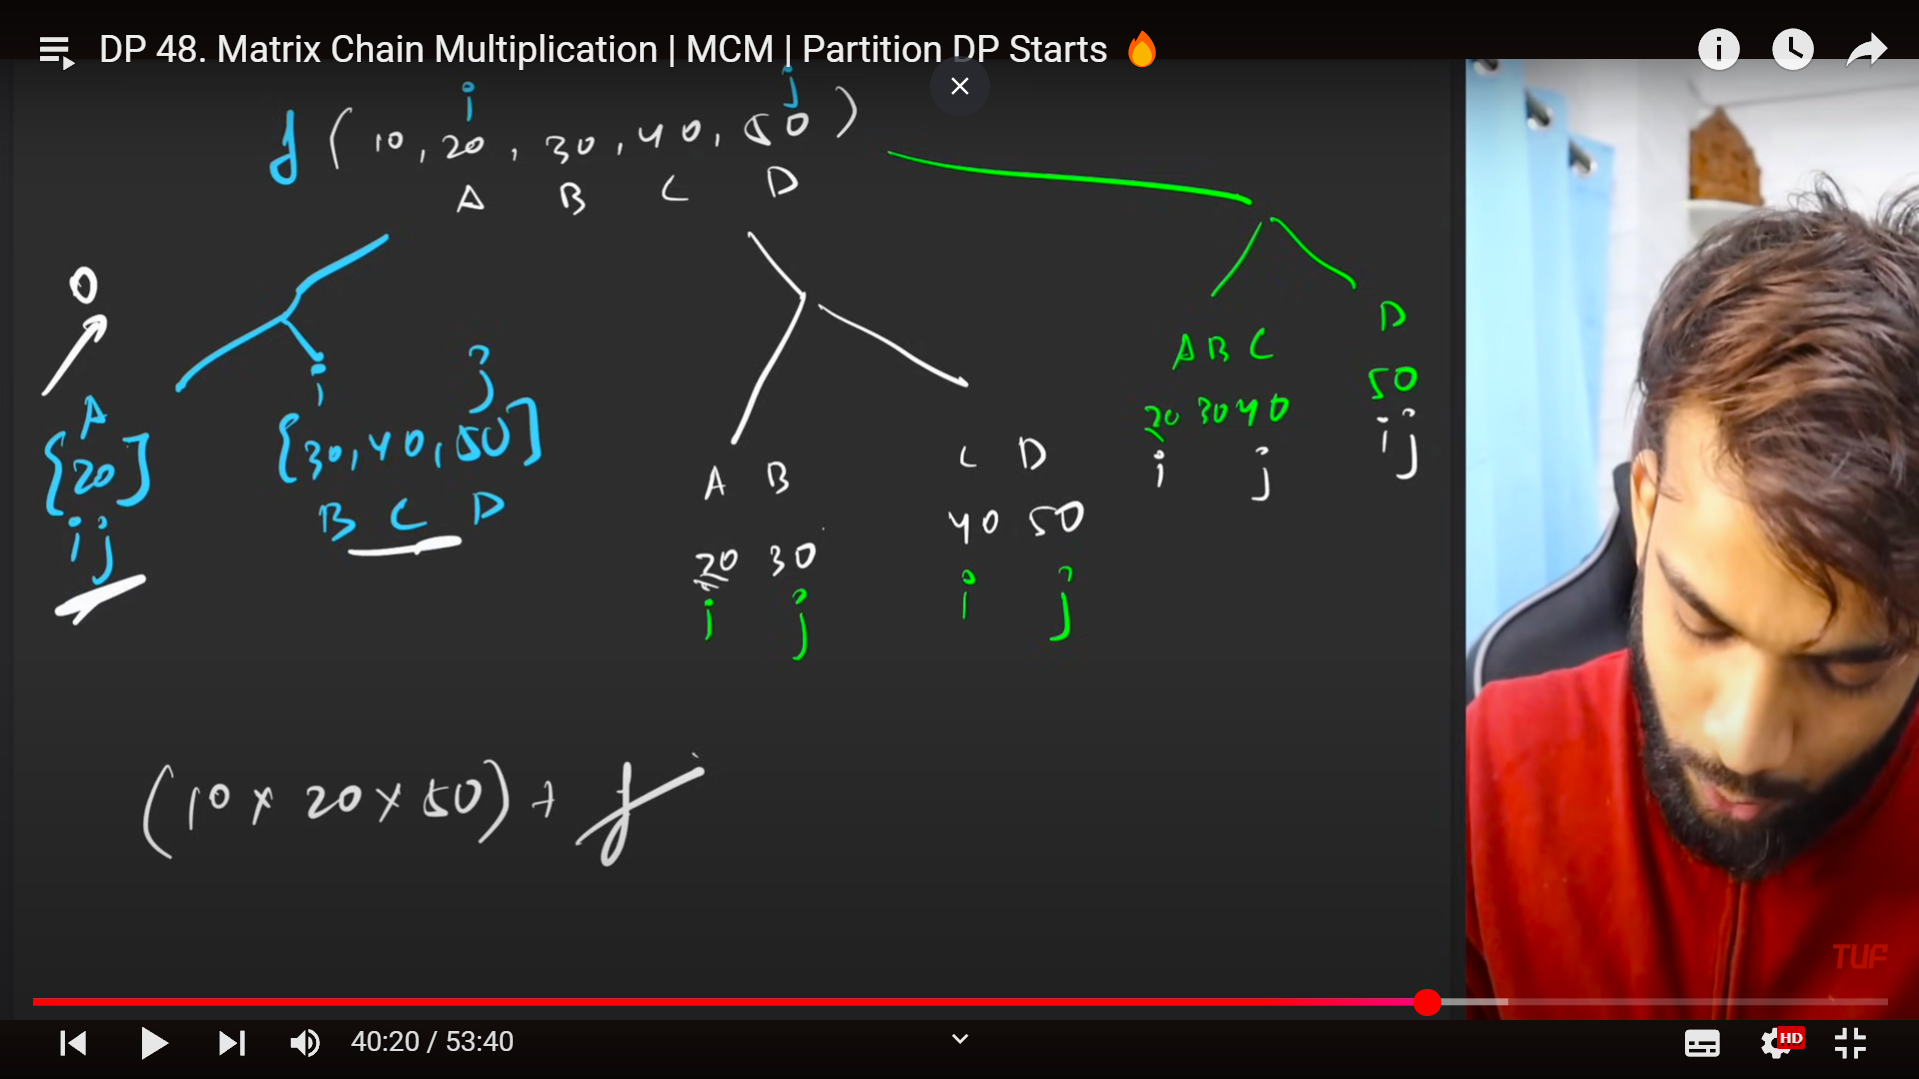 DP 48. Matrix Chain Multiplication | MCM | Partition DP Starts 🔥
i j
f (10, 20, 30, 40, 50)
A B C D
0
A
{20}
i j
i j
{30, 40, 50}
B C D
A B
20 30
i j
C D
40 50
i j
A B C
20 30 40
i j
D
50
i j
(10 x 20 x 50) + f
TUF
40:20 / 53:40
HD